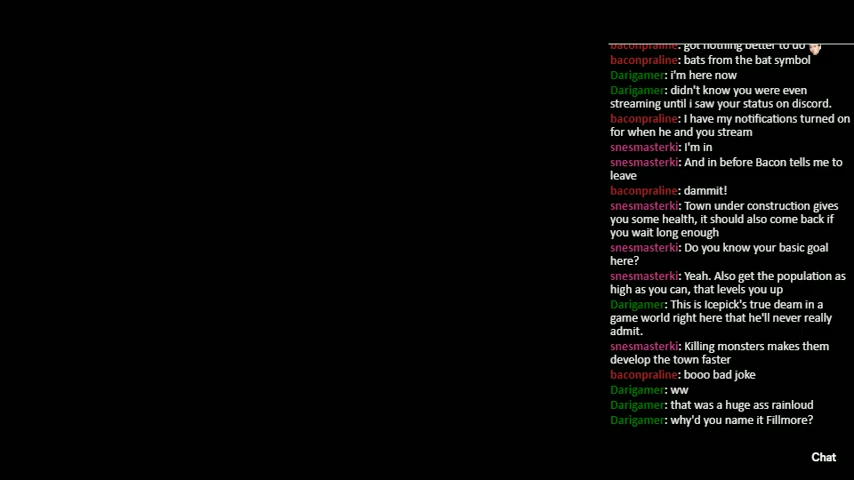 baconpraline: got nothing better to do
baconpraline: bats from the bat symbol
Darigamer: i'm here now
Darigamer: didn't know you were even
streaming until i saw your status on discord.
baconpraline: I have my notifications turned on
for when he and you stream
snesmasterki: I'm in
snesmasterki: And in before Bacon tells me to
leave
baconpraline: dammit!
snesmasterki: Town under construction gives
you some health, it should also come back if
you wait long enough
snesmasterki: Do you know your basic goal
here?
snesmasterki: Yeah. Also get the population as
high as you can, that levels you up
Darigamer: This is Icepick's true deam in a
game world right here that he'll never really
admit.
snesmasterki: Killing monsters makes them
develop the town faster
baconpraline: booo bad joke
Darigamer: ww
Darigamer: that was a huge ass rainloud
Darigamer: why'd you name it Fillmore?
Chat